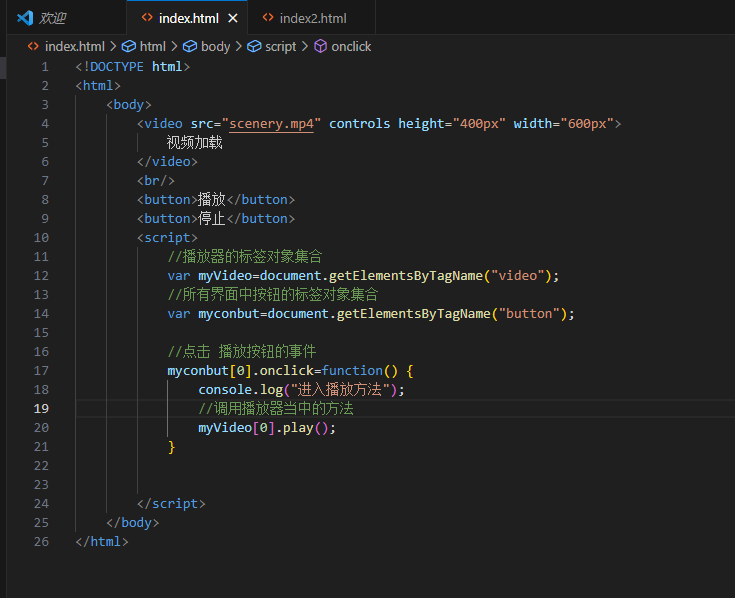 欢迎
index.html
index2.html
index.html > html > body > script > onclick
1 <!DOCTYPE html>
2 <html>
3 <body>
4 <video src="scenery.mp4" controls height="400px" width="600px">
5 视频加载
6 </video>
7 <br/>
8 <button>播放</button>
9 <button>停止</button>
10 <script>
11 //播放器的标签对象集合
12 var myVideo=document.getElementsByTagName("video");
13 //所有界面中按钮的标签对象集合
14 var myconbut=document.getElementsByTagName("button");
15
16 //点击 播放按钮的事件
17 myconbut[0].onclick=function() {
18 console.log("进入播放方法");
19 //调用播放器当中的方法
20 myVideo[0].play();
21 }
22
23
24 </script>
25 </body>
26 </html>